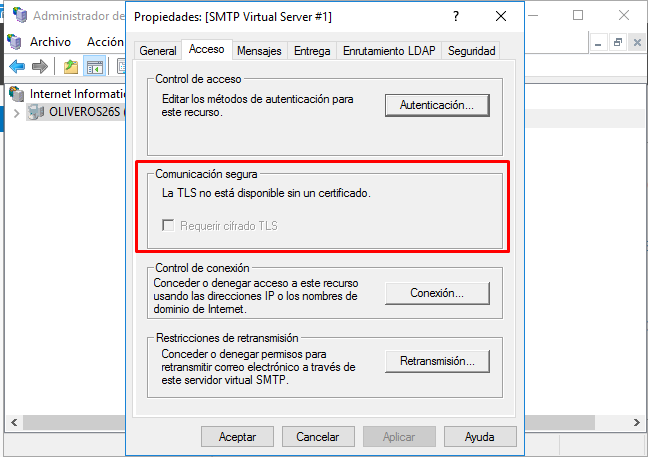 Administrador de
Propiedades: [SMTP Virtual Server #1]
Archivo Acción
General Acceso Mensajes Entrega Enrutamiento LDAP Seguridad
Internet Informatio
OLIVEROS26S (
Control de acceso
Editar los métodos de autenticación para
este recurso.
Autenticación...
Comunicación segura
La TLS no está disponible sin un certificado.
Requerir cifrado TLS
Control de conexión
Conceder o denegar acceso a este recurso
usando las direcciones IP o los nombres de
dominio de Internet.
Conexión...
Restricciones de retransmisión
Conceder o denegar permisos para
retransmitir correo electrónico a través de
este servidor virtual SMTP.
Retransmisión...
Aceptar Cancelar Aplicar Ayuda